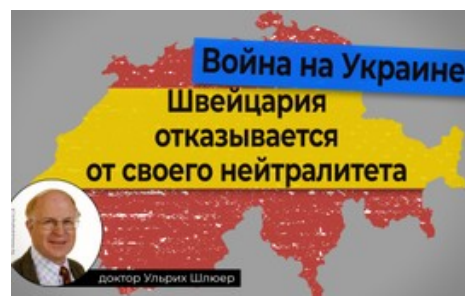 Война на Украине
Швейцария
отказывается
от своего нейтралитета
доктор Ульрих Шлюер